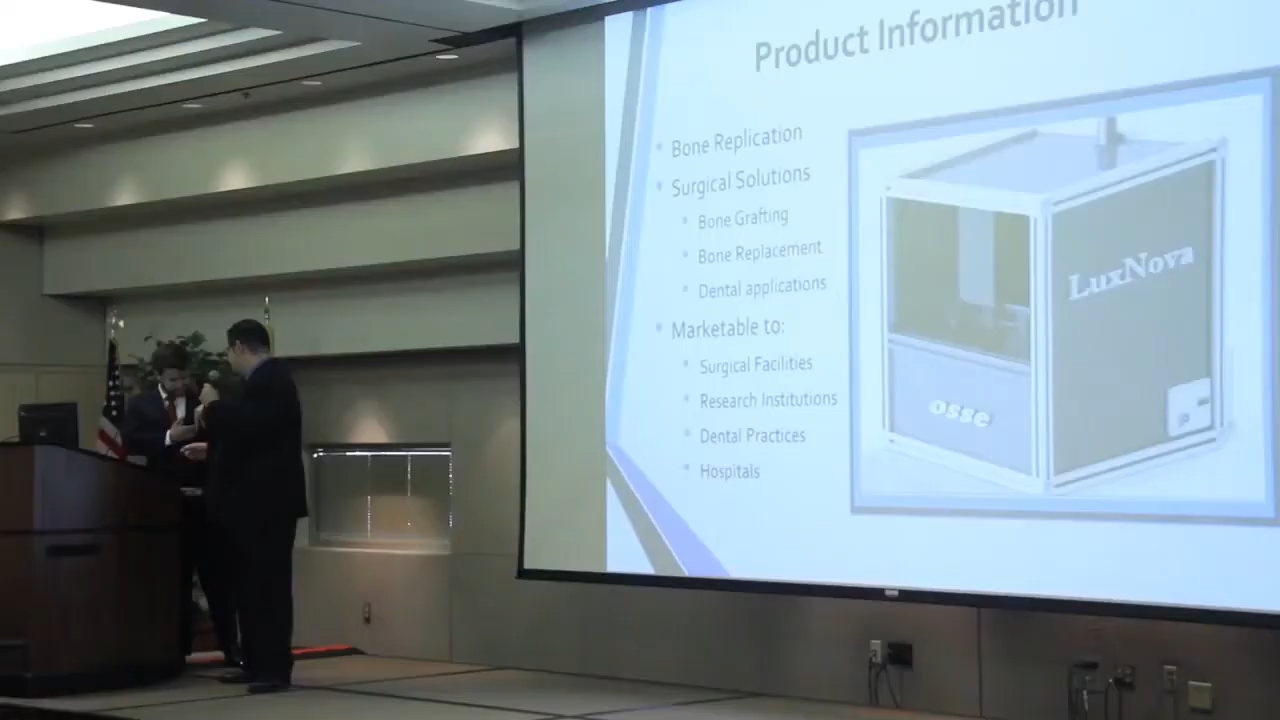 Product Information
Bone Replication
Surgical Solutions
Bone Grafting
Bone Replacement
Dental applications
Marketable to:
Surgical Facilities
Research Institutions
Dental Practices
Hospitals
LuxNova
osse